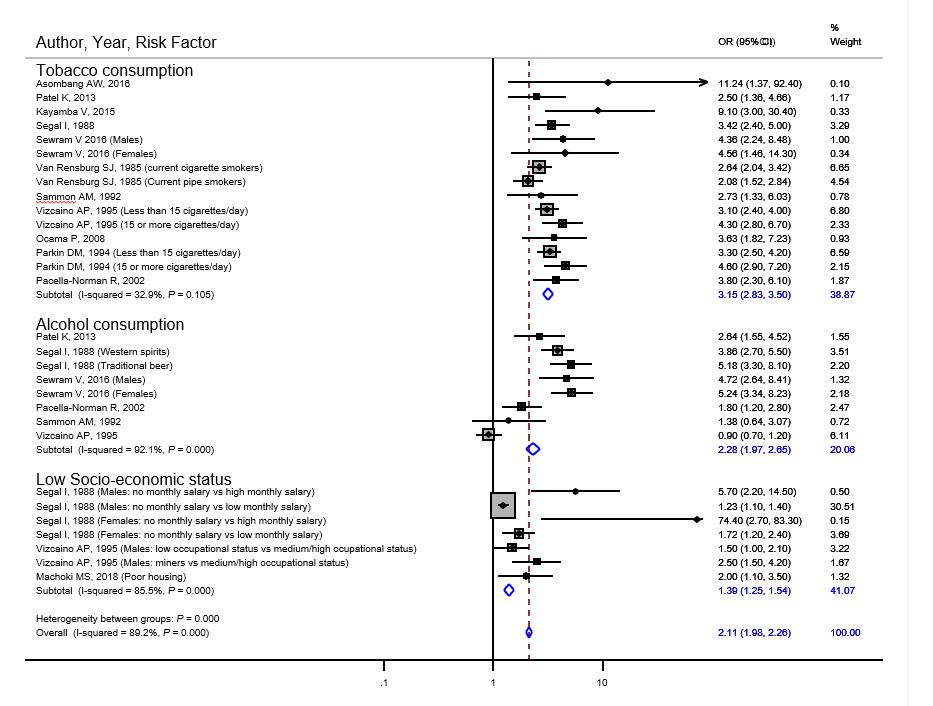 %
Author, Year, Risk Factor OR (95% CI) Weight
Tobacco consumption
Asombang AW, 2016 11.24 (1.37, 92.40) 0.10
Patel K, 2013 2.50 (1.36, 4.66) 1.17
Kayamba V, 2015 9.10 (3.00, 30.40) 0.33
Segal I, 1988 3.42 (2.40, 5.00) 3.29
Sewram V 2016 (Males) 4.36 (2.24, 8.48) 1.00
Sewram V, 2016 (Females) 4.56 (1.46, 14.30) 0.34
Van Rensburg SJ, 1985 (current cigarette smokers) 2.64 (2.04, 3.42) 6.65
Van Rensburg SJ, 1985 (Current pipe smokers) 2.08 (1.52, 2.84) 4.54
Sammon AM, 1992 2.73 (1.33, 6.03) 0.78
Vizcaino AP, 1995 (Less than 15 cigarettes/day) 3.10 (2.40, 4.00) 6.80
Vizcaino AP, 1995 (15 or more cigarettes/day) 4.30 (2.80, 6.70) 2.33
Ocama P, 2008 3.63 (1.82, 7.23) 0.93
Parkin DM, 1994 (Less than 15 cigarettes/day) 3.30 (2.50, 4.20) 6.59
Parkin DM, 1994 (15 or more cigarettes/day) 4.60 (2.90, 7.20) 2.15
Pacella-Norman R, 2002 3.80 (2.30, 6.10) 1.87
Subtotal (I-squared = 32.9%, P = 0.105) 3.15 (2.83, 3.50) 38.87
Alcohol consumption
Patel K, 2013 2.64 (1.55, 4.52) 1.55
Segal I, 1988 (Western spirits) 3.86 (2.70, 5.50) 3.51
Segal I, 1988 (Traditional beer) 5.18 (3.30, 8.10) 2.20
Sewram V, 2016 (Males) 4.72 (2.64, 8.41) 1.32
Sewram V, 2016 (Females) 5.24 (3.34, 8.23) 2.18
Pacella-Norman R, 2002 1.80 (1.20, 2.80) 2.47
Sammon AM, 1992 1.38 (0.64, 3.07) 0.72
Vizcaino AP, 1995 0.90 (0.70, 1.20) 6.11
Subtotal (I-squared = 92.1%, P = 0.000) 2.28 (1.97, 2.65) 20.06
Low Socio-economic status
Segal I, 1988 (Males: no monthly salary vs high monthly salary) 5.70 (2.20, 14.50) 0.50
Segal I, 1988 (Males: no monthly salary vs low monthly salary) 1.23 (1.10, 1.40) 30.51
Segal I, 1988 (Females: no monthly salary vs high monthly salary) 74.40 (2.70, 83.30) 0.15
Segal I, 1988 (Females: no monthly salary vs low monthly salary) 1.72 (1.20, 2.40) 3.69
Vizcaino AP, 1995 (Males: low occupational status vs medium/high ocupational status) 1.50 (1.00, 2.10) 3.22
Vizcaino AP, 1995 (Males: miners vs medium/high occupational status) 2.50 (1.50, 4.20) 1.67
Machoki MS, 2018 (Poor housing) 2.00 (1.10, 3.50) 1.32
Subtotal (I-squared = 85.5%, P = 0.000) 1.39 (1.25, 1.54) 41.07
Heterogeneity between groups: P = 0.000
Overall (I-squared = 89.2%, P = 0.000) 2.11 (1.98, 2.26) 100.00
.1 1 10